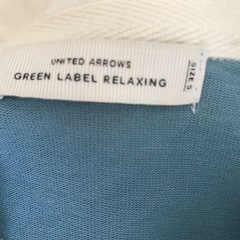 UNITED ARROWS
GREEN LABEL RELAXING
SIZE S